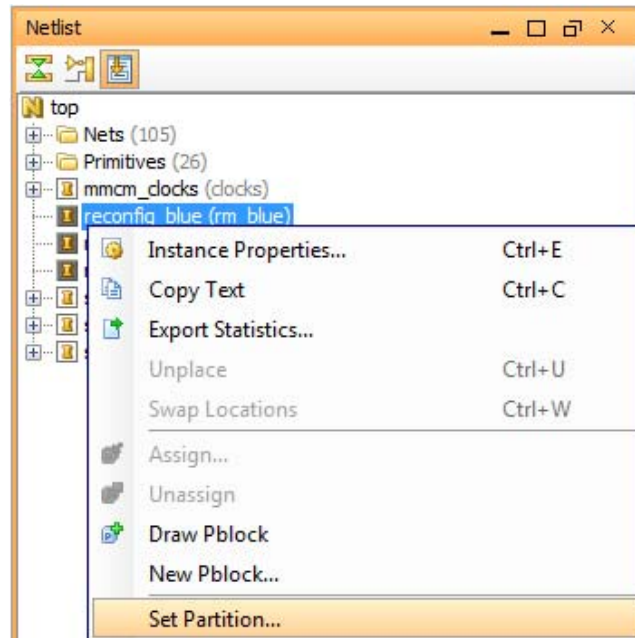 Netlist
top
Nets (105)
Primitives (26)
mmcm_clocks (clocks)
reconfig_blue (rm_blue)
Instance Properties... Ctrl+E
Copy Text Ctrl+C
Export Statistics...
Unplace Ctrl+U
Swap Locations Ctrl+W
Assign...
Unassign
Draw Pblock
New Pblock...
Set Partition...